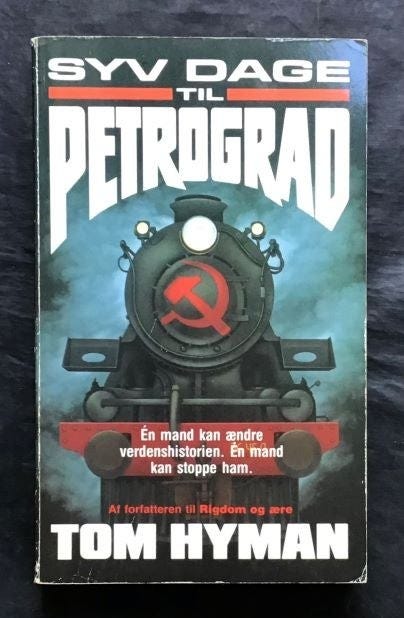 SYV DAGE
TIL
PETROGRAD
Én mand kan ændre
verdenshistorien. Én mand
kan stoppe ham.
Af forfatteren til Rigdom og ære
TOM HYMAN